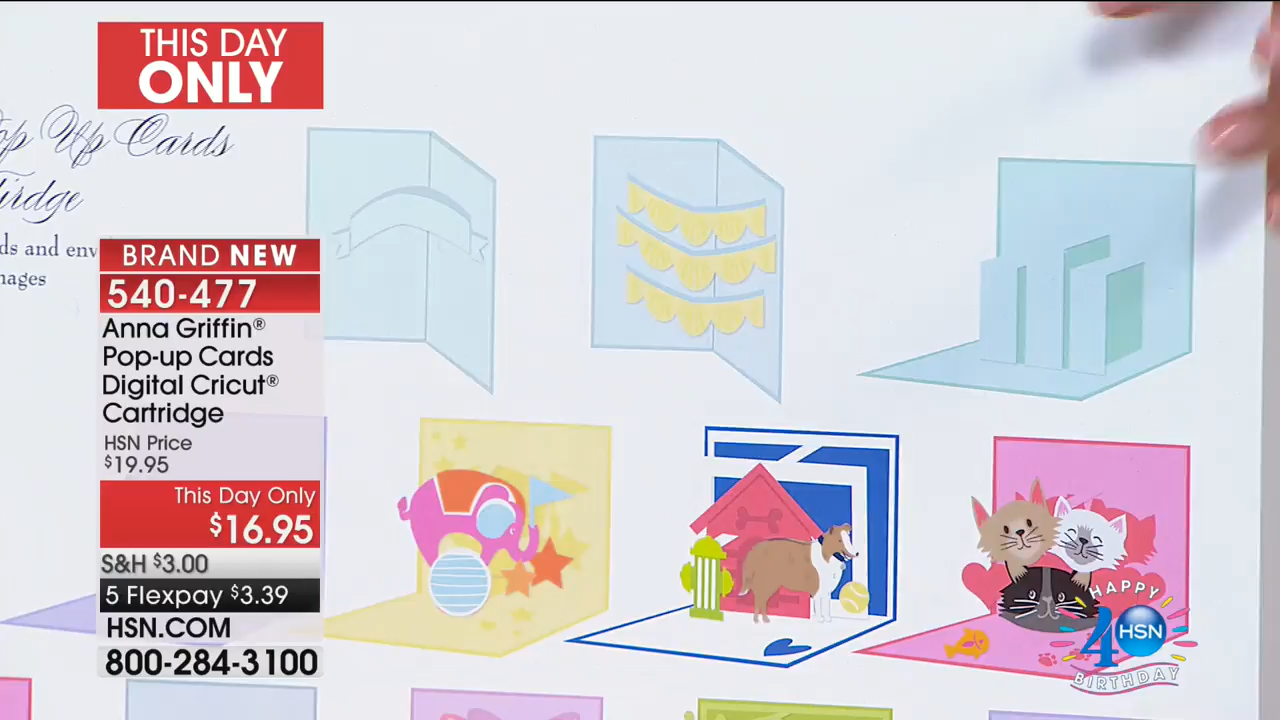 THIS DAY
ONLY
Pop Up Cards
ds and env
BRAND NEW
540-477
Anna Griffin®
Pop-up Cards
Digital Cricut®
Cartridge
HSN Price
$19.95
This Day Only
$16.95
S&H $3.00
5 Flexpay $3.39
HSN.COM
800-284-3100
HAPPY
40
HSN
BIRTHDAY